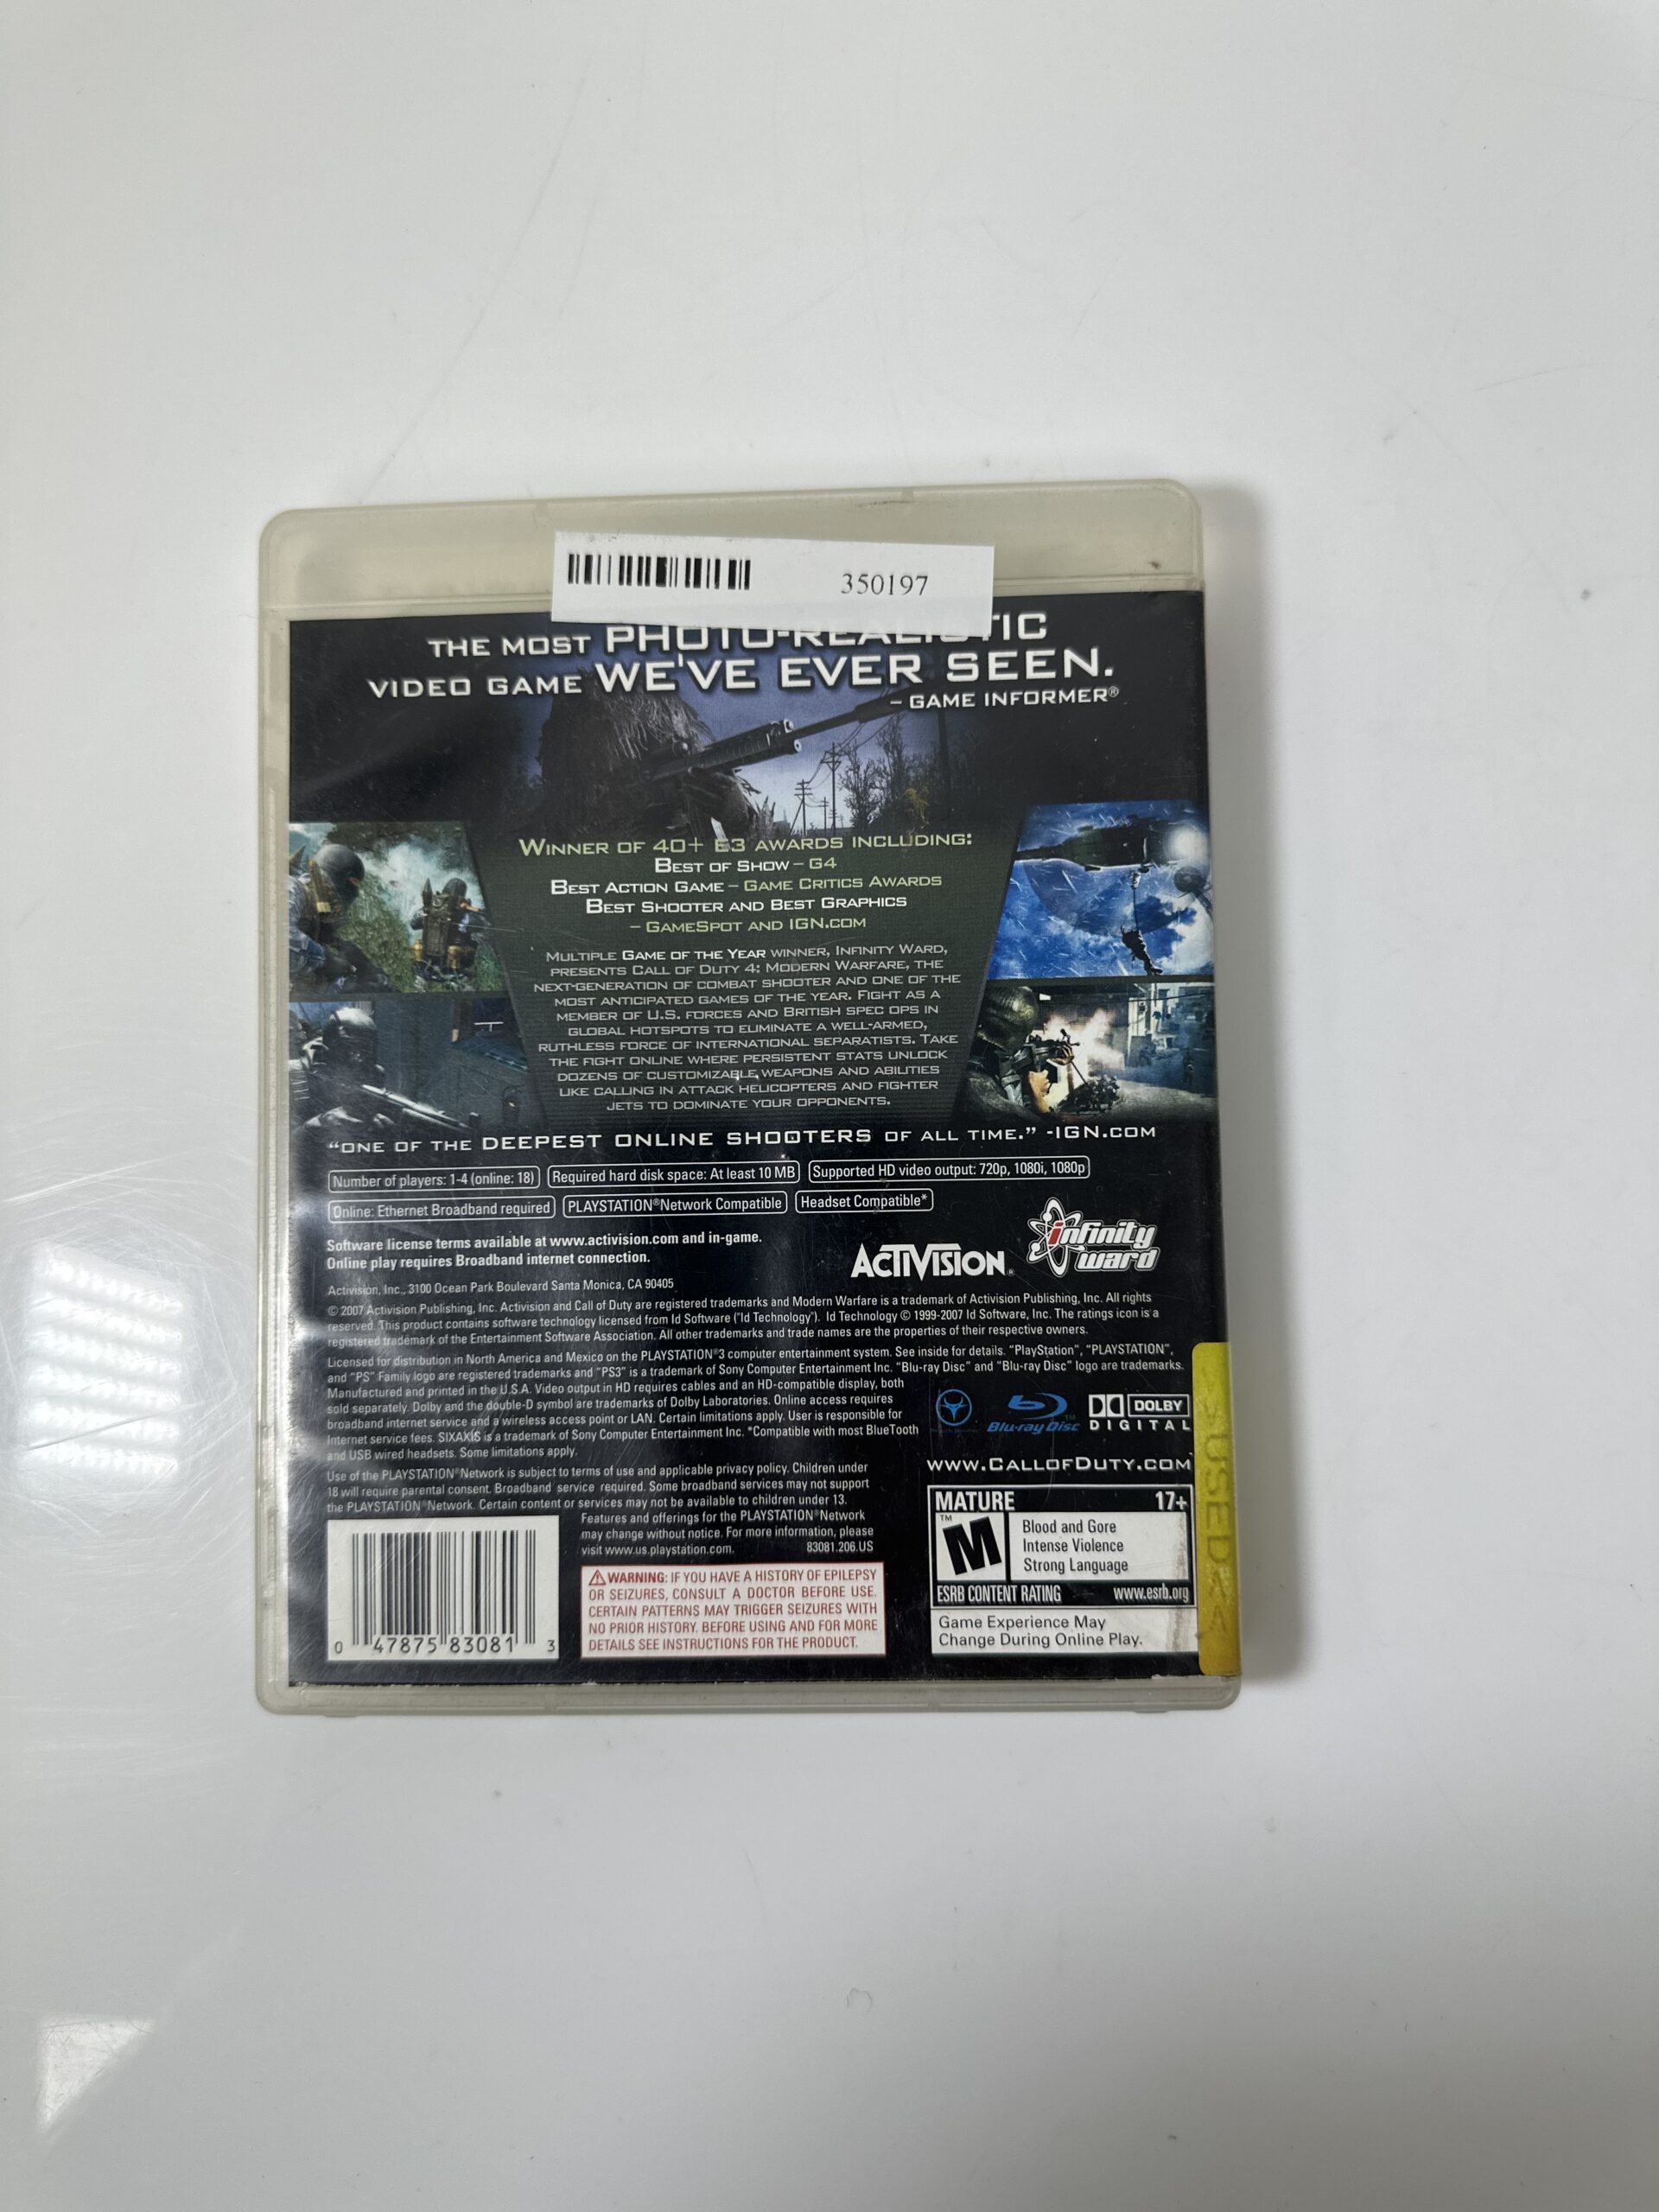 350197
THE MOST PHOTO-REALISTIC
VIDEO GAME WE'VE EVER SEEN.
– GAME INFORMER®
WINNER OF 40+ E3 AWARDS INCLUDING:
BEST OF SHOW – G4
BEST ACTION GAME – GAME CRITICS AWARDS
BEST SHOOTER AND BEST GRAPHICS
– GAMESPOT AND IGN.COM
MULTIPLE GAME OF THE YEAR WINNER, INFINITY WARD,
PRESENTS CALL OF DUTY 4: MODERN WARFARE, THE
NEXT-GENERATION OF COMBAT SHOOTER AND ONE OF THE
MOST ANTICIPATED GAMES OF THE YEAR. FIGHT AS A
MEMBER OF U.S. FORCES AND BRITISH SPEC OPS IN
GLOBAL HOTSPOTS TO ELIMINATE A WELL-ARMED,
RUTHLESS FORCE OF INTERNATIONAL SEPARATISTS. TAKE
THE FIGHT ONLINE WHERE PERSISTENT STATS UNLOCK
DOZENS OF CUSTOMIZABLE WEAPONS AND ABILITIES
LIKE CALLING IN ATTACK HELICOPTERS AND FIGHTER
JETS TO DOMINATE YOUR OPPONENTS.
“ONE OF THE DEEPEST ONLINE SHOOTERS OF ALL TIME.” -IGN.COM
Number of players: 1-4 (online: 18) Required hard disk space: At least 10 MB Supported HD video output: 720p, 1080i, 1080p
Online: Ethernet Broadband required PLAYSTATION®Network Compatible Headset Compatible*
Software license terms available at www.activision.com and in-game.
Online play requires Broadband internet connection.
ACTIVISION®
infinity
ward
Activision, Inc., 3100 Ocean Park Boulevard Santa Monica, CA 90405
© 2007 Activision Publishing, Inc. Activision and Call of Duty are registered trademarks and Modern Warfare is a trademark of Activision Publishing, Inc. All rights
reserved. This product contains software technology licensed from Id Software ("Id Technology"). Id Technology © 1999-2007 Id Software, Inc. The ratings icon is a
registered trademark of the Entertainment Software Association. All other trademarks and trade names are the properties of their respective owners.
Licensed for distribution in North America and Mexico on the PLAYSTATION®3 computer entertainment system. See inside for details. "PlayStation", "PLAYSTATION",
and "PS" Family logo are registered trademarks and "PS3" is a trademark of Sony Computer Entertainment Inc. "Blu-ray Disc" and "Blu-ray Disc" logo are trademarks.
Manufactured and printed in the U.S.A. Video output in HD requires cables and an HD-compatible display, both
sold separately. Dolby and the double-D symbol are trademarks of Dolby Laboratories. Online access requires
broadband internet service and a wireless access point or LAN. Certain limitations apply. User is responsible for
Internet service fees. SIXAXIS is a trademark of Sony Computer Entertainment Inc. *Compatible with most BlueTooth
and USB wired headsets. Some limitations apply.
Blu-ray Disc™
DOLBY
DIGITAL
Use of the PLAYSTATION®Network is subject to terms of use and applicable privacy policy. Children under
18 will require parental consent. Broadband service required. Some broadband services may not support
the PLAYSTATION®Network. Certain content or services may not be available to children under 13.
Features and offerings for the PLAYSTATION®Network
may change without notice. For more information, please
visit www.us.playstation.com. 83081.206.US
WWW.CALLOFDUTY.COM
MATURE 17+
M™
Blood and Gore
Intense Violence
Strong Language
ESRB CONTENT RATING www.esrb.org
Game Experience May
Change During Online Play.
WARNING: IF YOU HAVE A HISTORY OF EPILEPSY
OR SEIZURES, CONSULT A DOCTOR BEFORE USE.
CERTAIN PATTERNS MAY TRIGGER SEIZURES WITH
NO PRIOR HISTORY. BEFORE USING AND FOR MORE
DETAILS SEE INSTRUCTIONS FOR THE PRODUCT.
0 47875 83081 3
USED